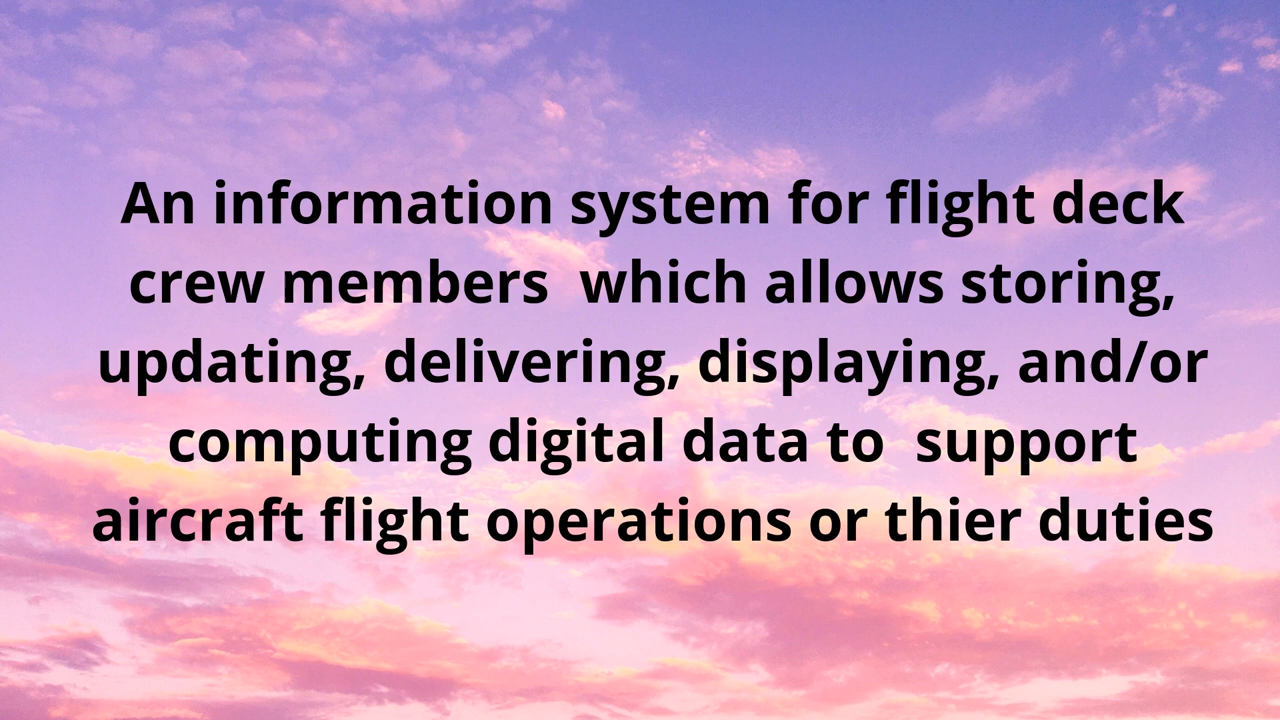 An information system for flight deck
crew members  which allows storing,
updating, delivering, displaying, and/or
computing digital data to  support
aircraft flight operations or thier duties